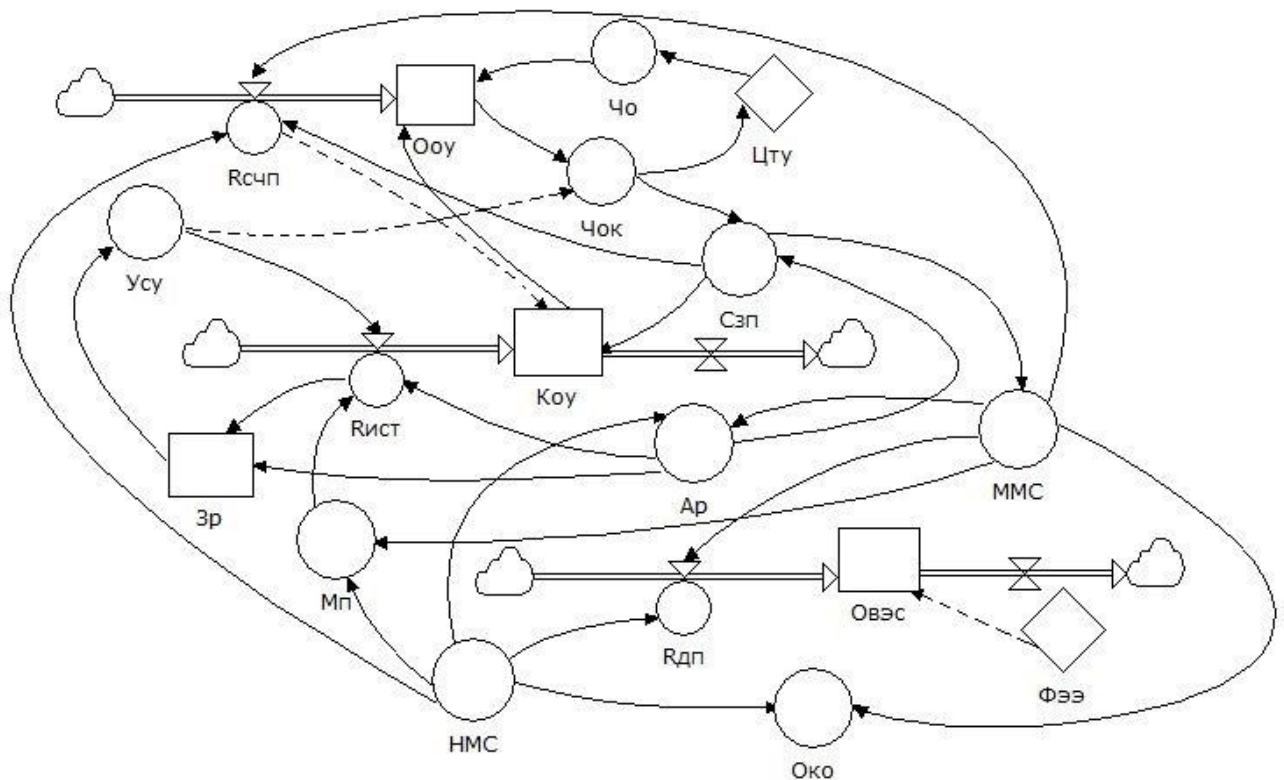 Чо
Ооу
Цту
Rсчп
Чок
Усу
Сзп
Коу
Rист
Ар
ММС
Зр
Мп
Овэс
Rдп
Фээ
НМС
Око